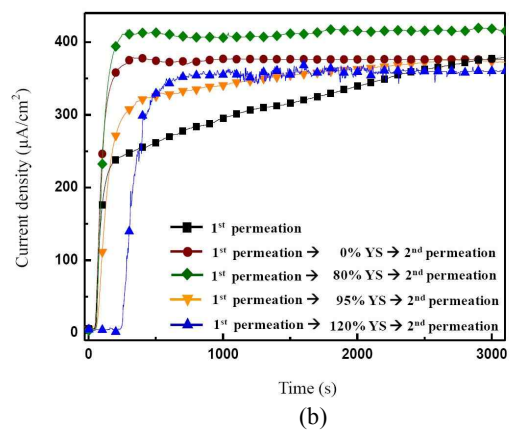 400
300
200
100
0
Current density (μA/cm²)
1st permeation
1st permeation → 0% YS → 2nd permeation
1st permeation → 80% YS → 2nd permeation
1st permeation → 95% YS → 2nd permeation
1st permeation → 120% YS → 2nd permeation
0 1000 2000 3000
Time (s)
(b)